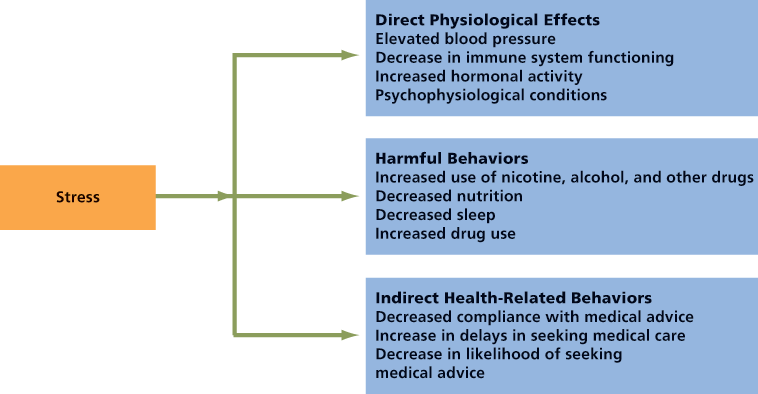 Stress
Direct Physiological Effects
Elevated blood pressure
Decrease in immune system functioning
Increased hormonal activity
Psychophysiological conditions
Harmful Behaviors
Increased use of nicotine, alcohol, and other drugs
Decreased nutrition
Decreased sleep
Increased drug use
Indirect Health-Related Behaviors
Decreased compliance with medical advice
Increase in delays in seeking medical care
Decrease in likelihood of seeking
medical advice